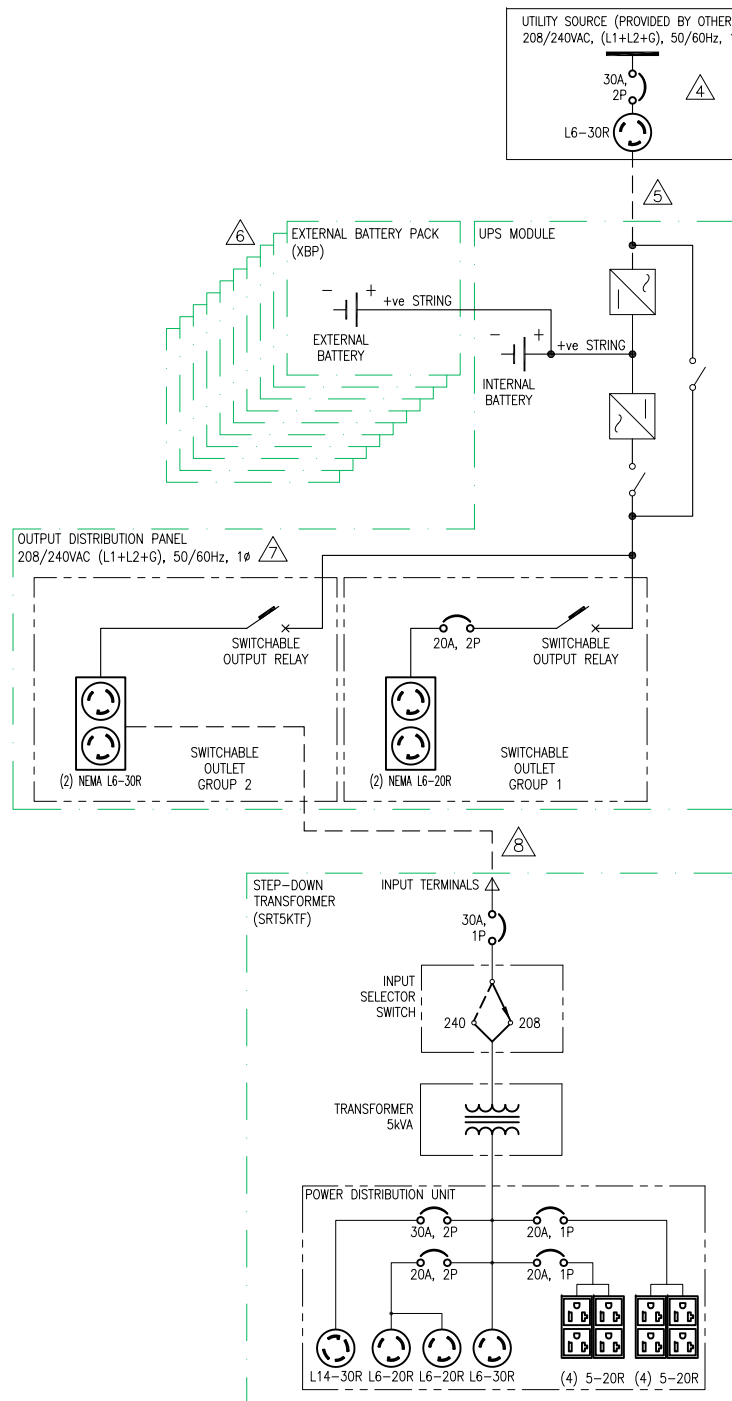 UTILITY SOURCE (PROVIDED BY OTHER
208/240VAC, (L1+L2+G), 50/60Hz, 1
30A,
2P
4
L6-30R
5
6
EXTERNAL BATTERY PACK
(XBP)
UPS MODULE
- +
+ve STRING
EXTERNAL
BATTERY
- +
+ve STRING
INTERNAL
BATTERY
OUTPUT DISTRIBUTION PANEL
208/240VAC (L1+L2+G), 50/60Hz, 1ø
7
SWITCHABLE
OUTPUT RELAY
20A, 2P
SWITCHABLE
OUTPUT RELAY
(2) NEMA L6-30R
SWITCHABLE
OUTLET
GROUP 2
(2) NEMA L6-20R
SWITCHABLE
OUTLET
GROUP 1
8
STEP-DOWN
TRANSFORMER
(SRT5KTF)
INPUT TERMINALS
30A,
1P
INPUT
SELECTOR
SWITCH
240
208
TRANSFORMER
5kVA
POWER DISTRIBUTION UNIT
30A, 2P
20A, 1P
20A, 2P
20A, 1P
L14-30R
L6-20R
L6-20R
L6-30R
(4) 5-20R
(4) 5-20R